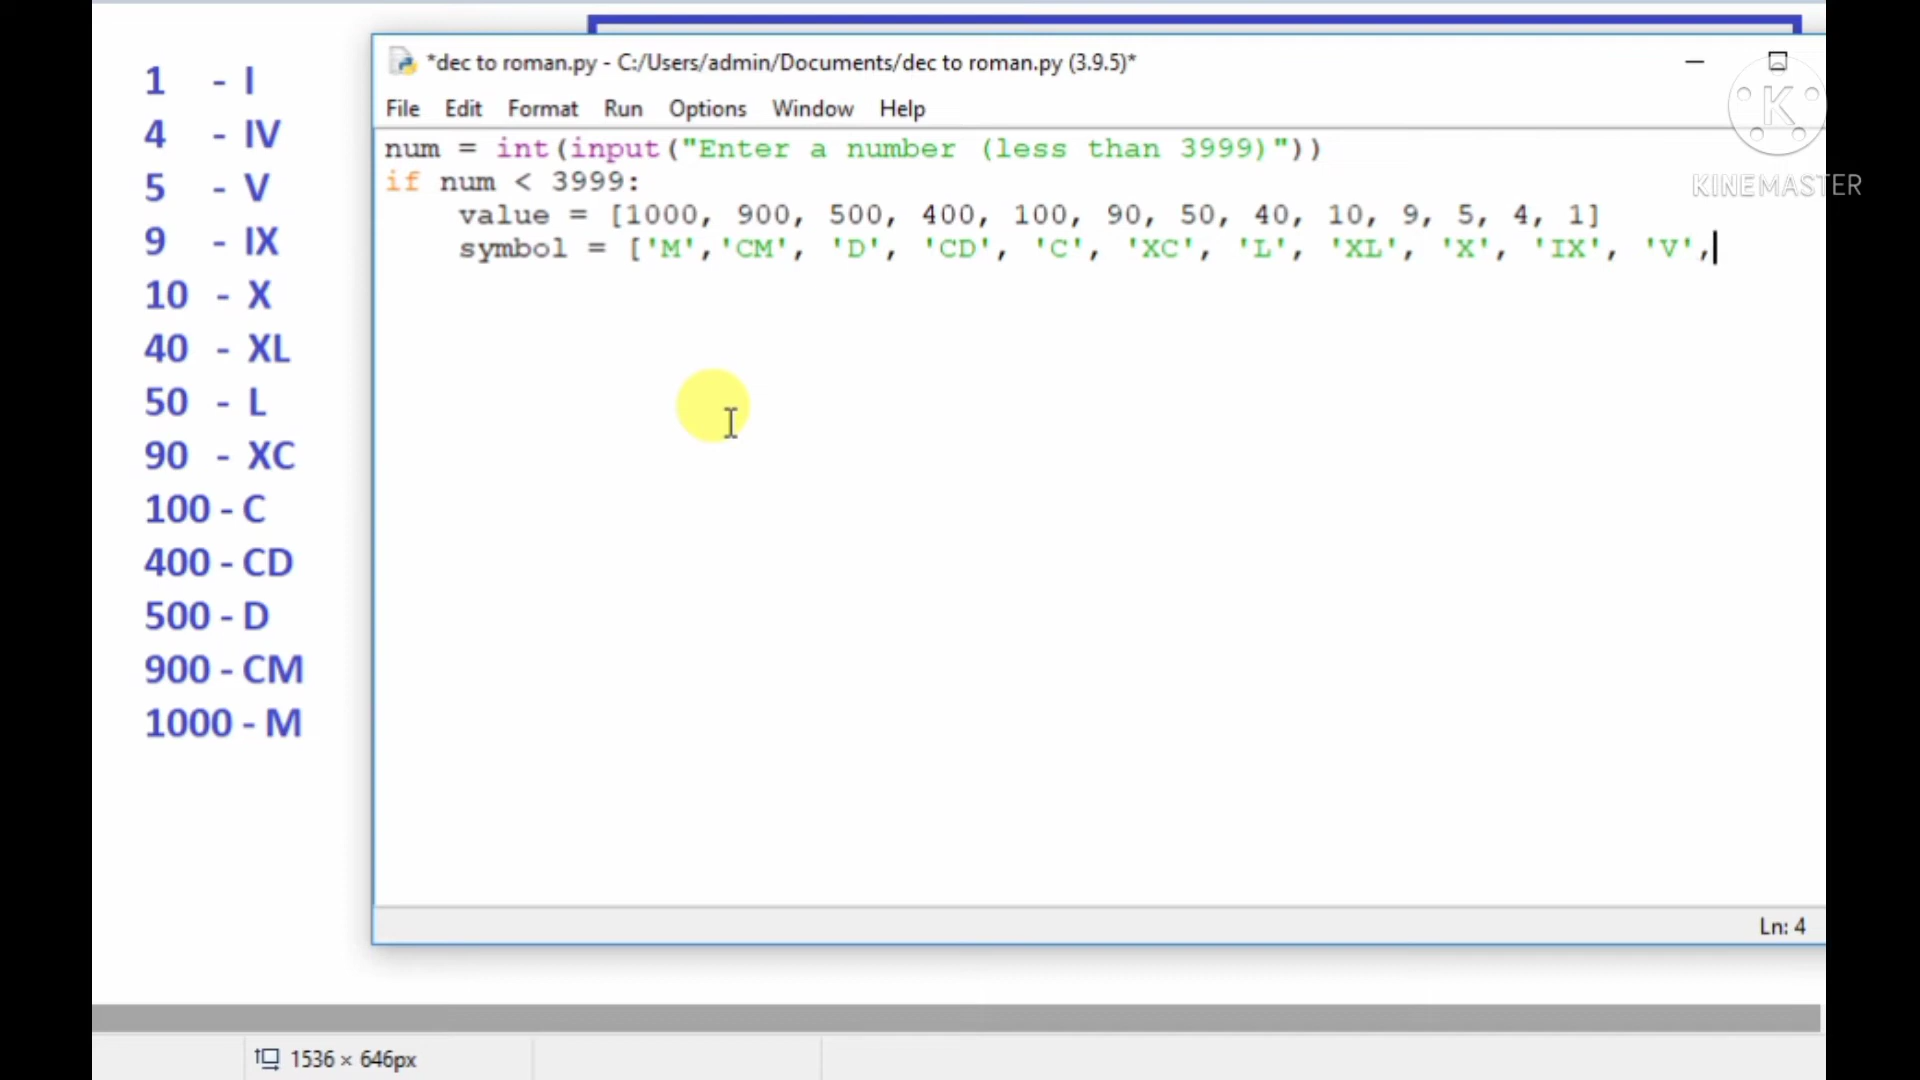 1 - I
4 - IV
5 - V
9 - IX
10 - X
40 - XL
50 - L
90 - XC
100 - C
400 - CD
500 - D
900 - CM
1000 - M
*dec to roman.py - C:/Users/admin/Documents/dec to roman.py (3.9.5)*
File Edit Format Run Options Window Help
num = int(input("Enter a number (less than 3999)"))
if num < 3999:
    value = [1000, 900, 500, 400, 100, 90, 50, 40, 10, 9, 5, 4, 1]
    symbol = ['M','CM', 'D', 'CD', 'C', 'XC', 'L', 'XL', 'X', 'IX', 'V',
Ln: 4
K
KINEMASTER
1536 × 646px